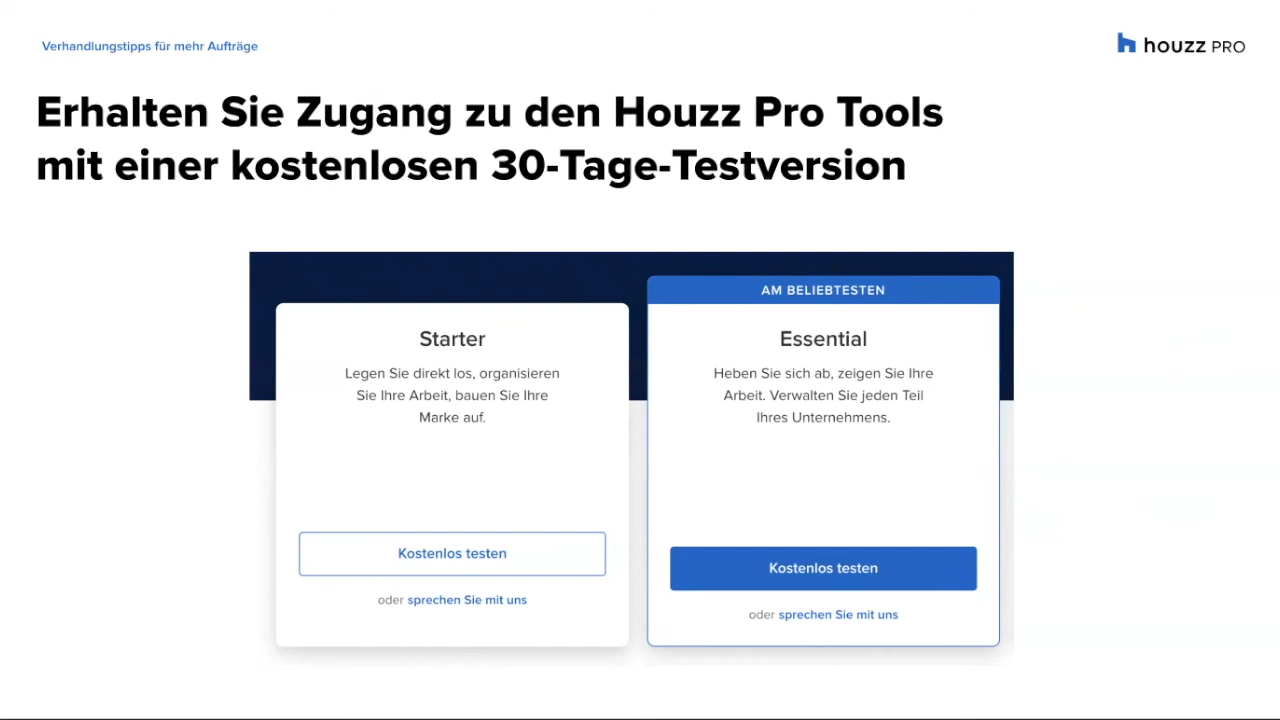 Verhandlungstipps für mehr Aufträge
houzz PRO
Erhalten Sie Zugang zu den Houzz Pro Tools
mit einer kostenlosen 30-Tage-Testversion
Starter
Legen Sie direkt los, organisieren
Sie Ihre Arbeit, bauen Sie Ihre
Marke auf.
Kostenlos testen
oder sprechen Sie mit uns
AM BELIEBTESTEN
Essential
Heben Sie sich ab, zeigen Sie Ihre
Arbeit. Verwalten Sie jeden Teil
Ihres Unternehmens.
Kostenlos testen
oder sprechen Sie mit uns